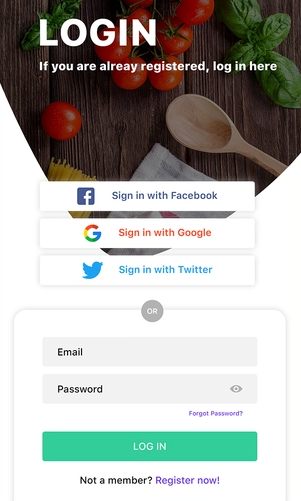 LOGIN
If you are alreay registered, log in here
Sign in with Facebook
Sign in with Google
Sign in with Twitter
OR
Email
Password
Forgot Password?
LOG IN
Not a member? Register now!